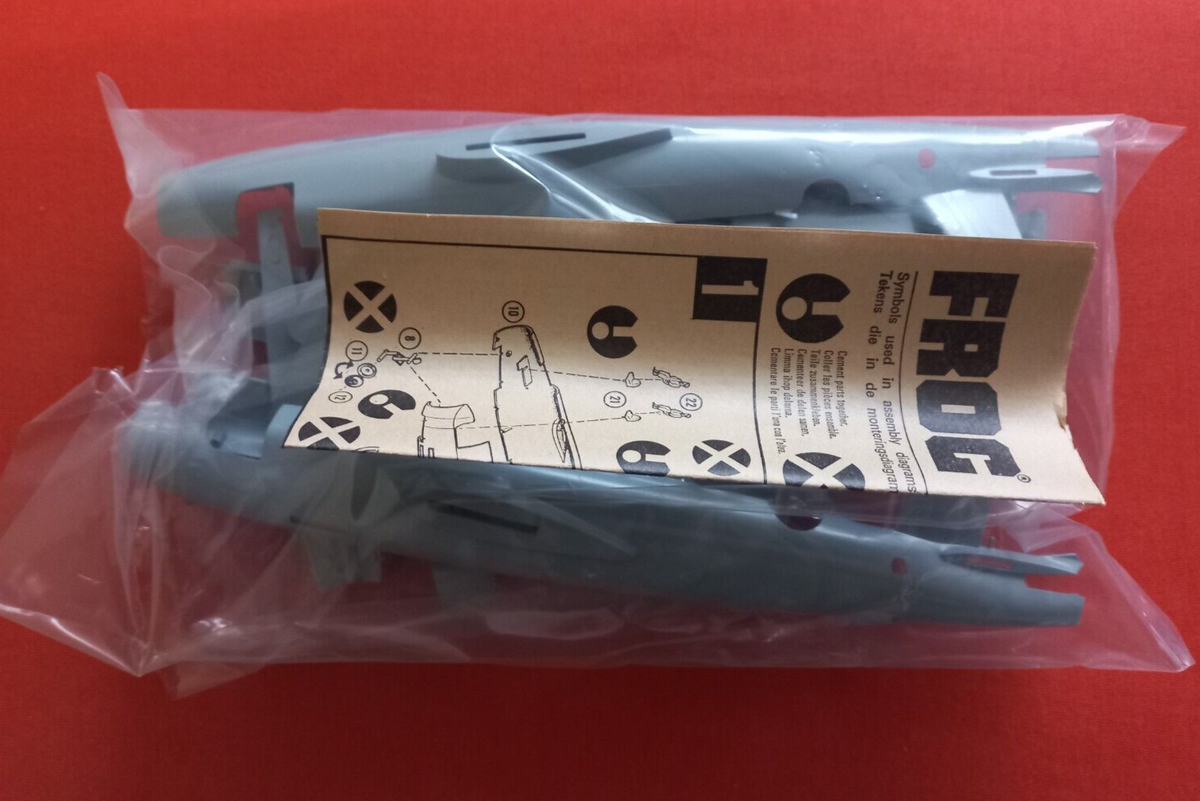 FROG
®
Symbols used in assembly diagrams
Tekens die in de monteringsdiagram
Cement parts together.
Coller les pièces ensemble.
Teile zusammenkleben.
Cementeer de delen samen.
Limma ihop delarna.
Cementare le parti l'una con l'altra.
1
10
8
11
12
21
22